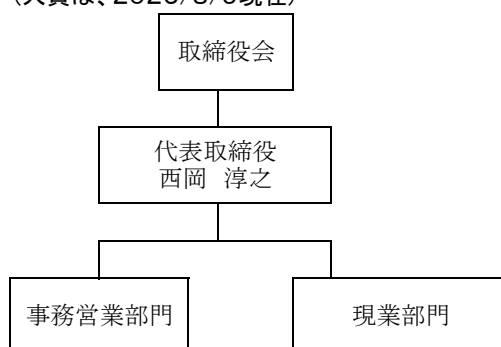 取締役会
代表取締役
西岡 淳之
事務営業部門
現業部門